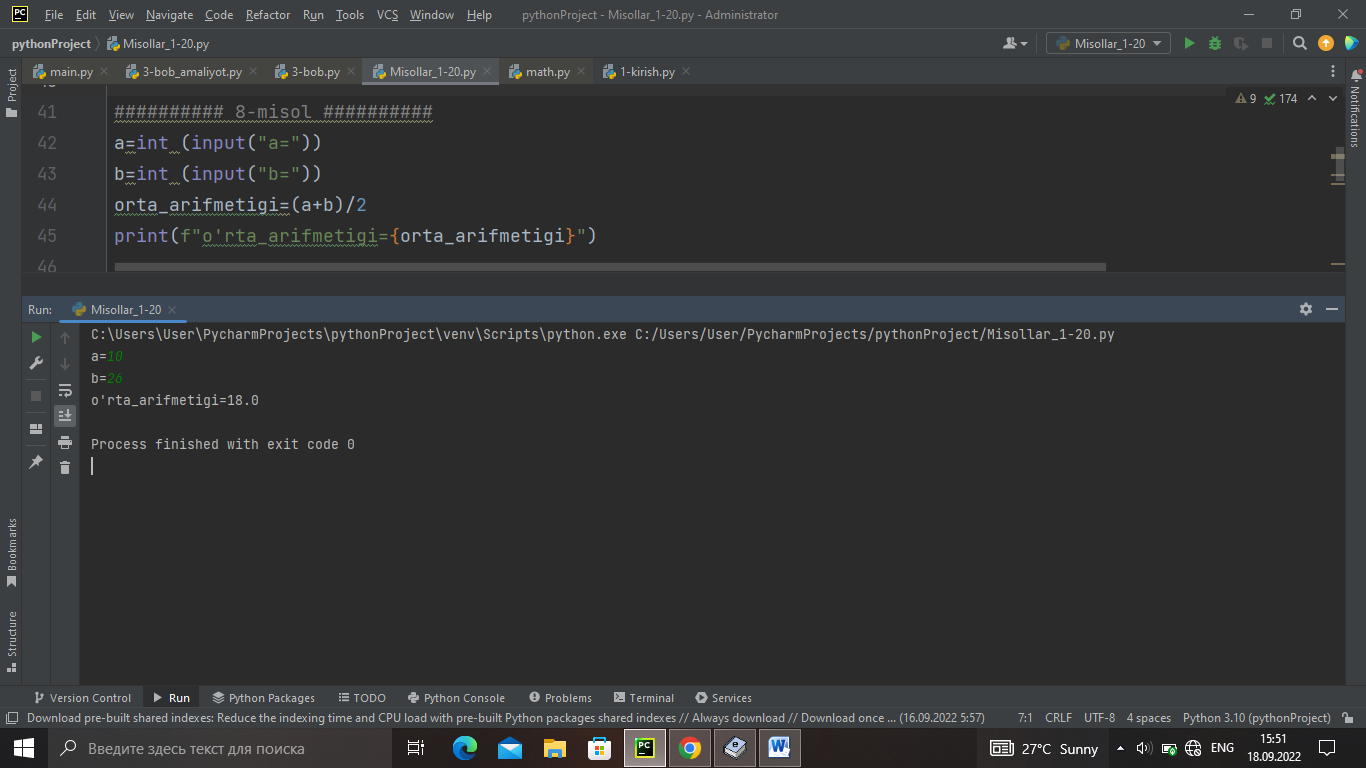 PC File Edit View Navigate Code Refactor Run Tools VCS Window Help pythonProject - Misollar_1-20.py - Administrator
pythonProject Misollar_1-20.py Misollar_1-20
main.py 3-bob_amaliyot.py 3-bob.py Misollar_1-20.py math.py 1-kirish.py
Project
Notifications
9 174
41 ########## 8-misol ##########
42 a=int (input("a="))
43 b=int (input("b="))
44 orta_arifmetigi=(a+b)/2
45 print(f"o'rta_arifmetigi={orta_arifmetigi}")
46
Run: Misollar_1-20
C:\Users\User\PycharmProjects\pythonProject\venv\Scripts\python.exe C:/Users/User/PycharmProjects/pythonProject/Misollar_1-20.py
a=10
b=26
o'rta_arifmetigi=18.0
Process finished with exit code 0
Bookmarks
Structure
Version Control Run Python Packages TODO Python Console Problems Terminal Services
Download pre-built shared indexes: Reduce the indexing time and CPU load with pre-built Python packages shared indexes // Always download // Download once ... (16.09.2022 5:57) 7:1 CRLF UTF-8 4 spaces Python 3.10 (pythonProject)
Введите здесь текст для поиска PC 27°C Sunny ENG 15:51
18.09.2022